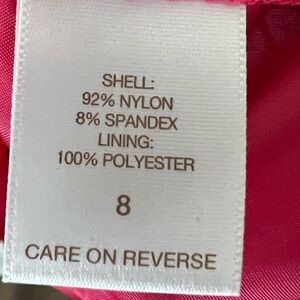 SHELL:
92% NYLON
8% SPANDEX
LINING:
100% POLYESTER
8
CARE ON REVERSE